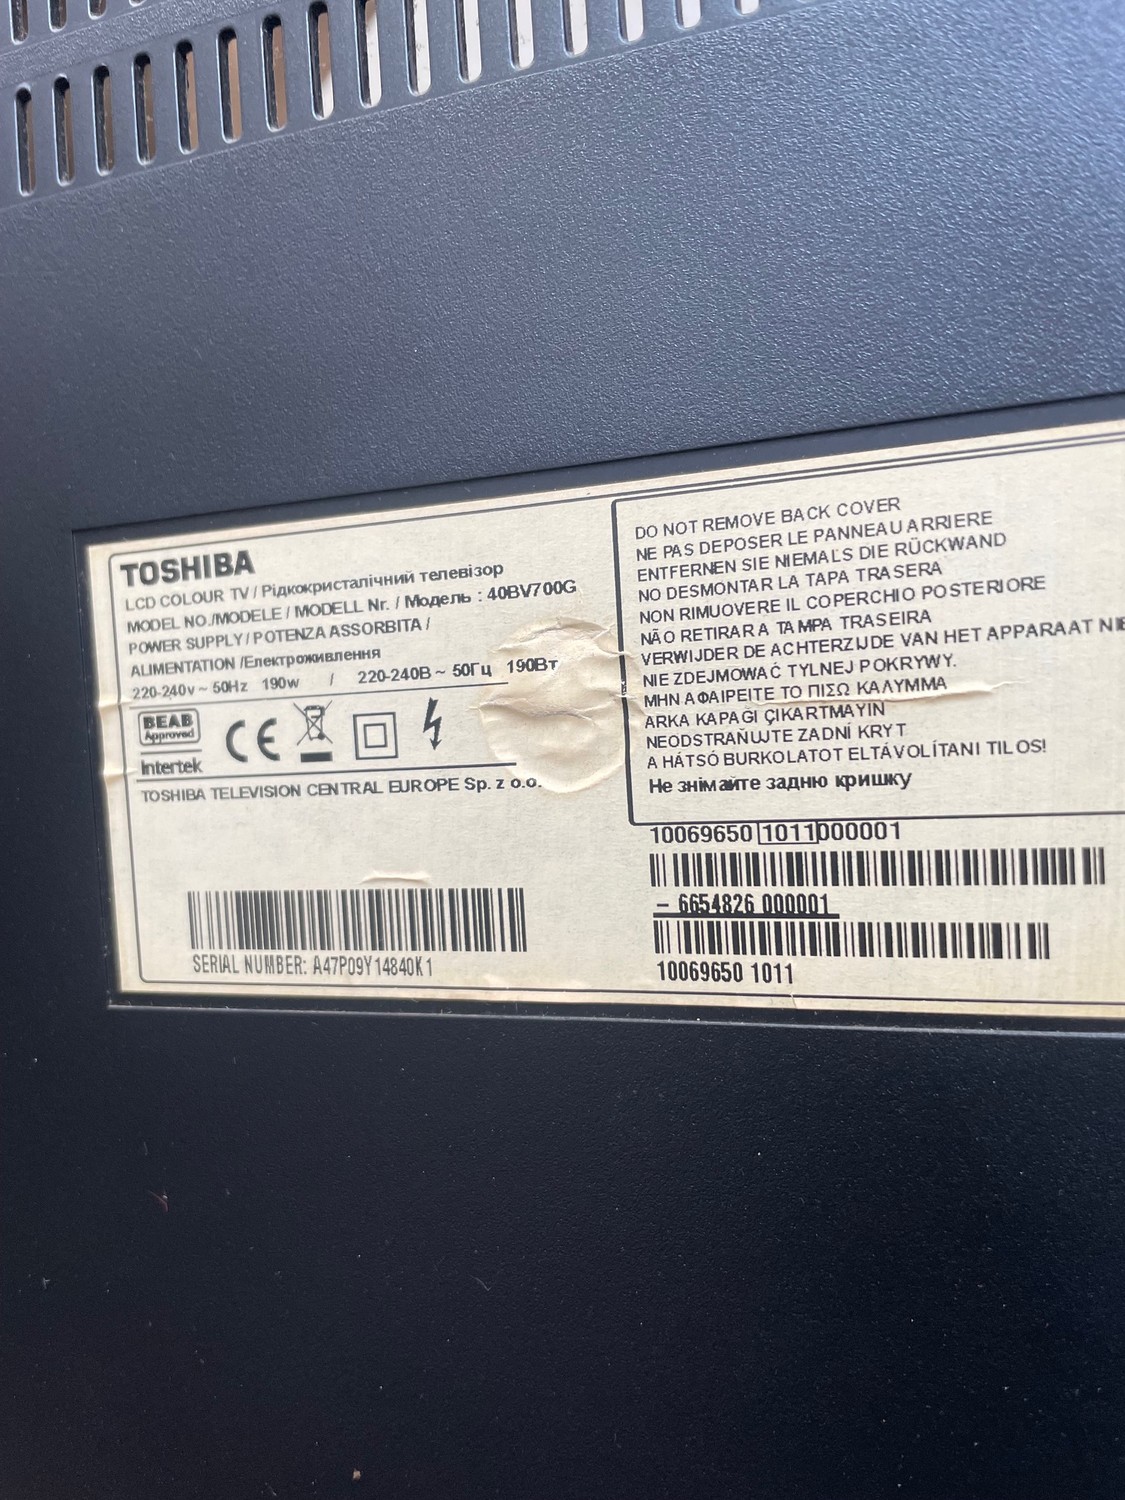 TOSHIBA
LCD COLOUR TV / Рідкокристалічний телевізор
MODEL NO./MODELE / MODELL Nr. / Модель : 40BV700G
POWER SUPPLY / POTENZA ASSORBITA /
ALIMENTATION /Електроживлення
220-240v ~ 50Hz 190w / 220-240В ~ 50Гц 190Вт
BEAB
Approved
CE
Intertek
TOSHIBA TELEVISION CENTRAL EUROPE Sp. z o.o.
SERIAL NUMBER: A47P09Y14840K1
DO NOT REMOVE BACK COVER
NE PAS DEPOSER LE PANNEAU ARRIERE
ENTFERNEN SIE NIEMALS DIE RÜCKWAND
NO DESMONTAR LA TAPA TRASERA
NON RIMUOVERE IL COPERCHIO POSTERIORE
NÃO RETIRAR A TAMPA TRASEIRA
VERWIJDER DE ACHTERZIJDE VAN HET APPARAAT
NIE ZDEJMOWAĆ TYLNEJ POKRYWY.
ΜΗΝ ΑΦΑΙΡΕΙΤΕ ΤΟ ΠΙΣΩ ΚΑΛΥΜΜΑ
ARKA KAPAGI ÇIKARTMAYIN
NEODSTRAŇUJTE ZADNÍ KRYT
A HÁTSÓ BURKOLATOT ELTÁVOLÍTANI TILOS!
Не знімайте задню кришку
10069650 1011000001
– 6654826 000001
10069650 1011